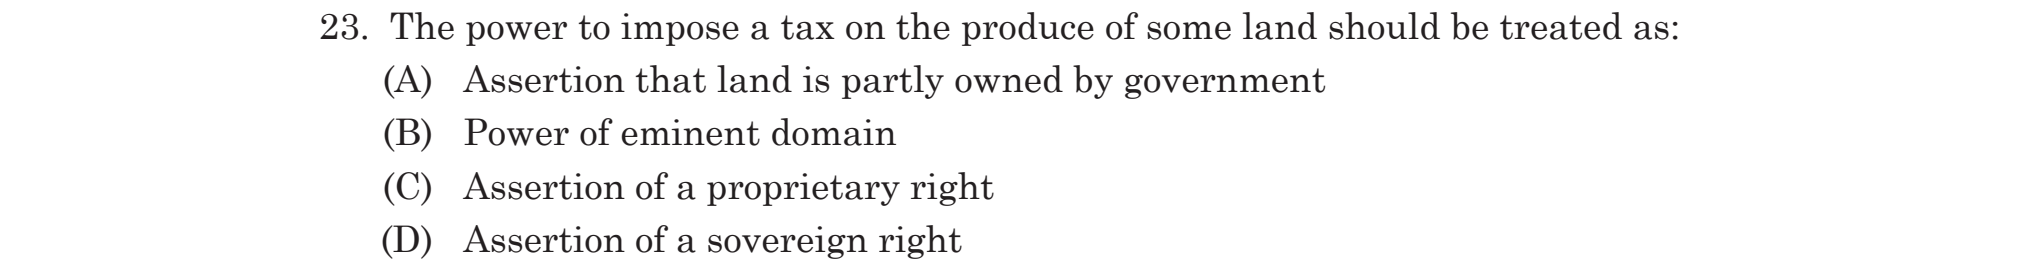 23. The power to impose a tax on the produce of some land should be treated as:
(A) Assertion that land is partly owned by government
(B) Power of eminent domain
(C) Assertion of a proprietary right
(D) Assertion of a sovereign right